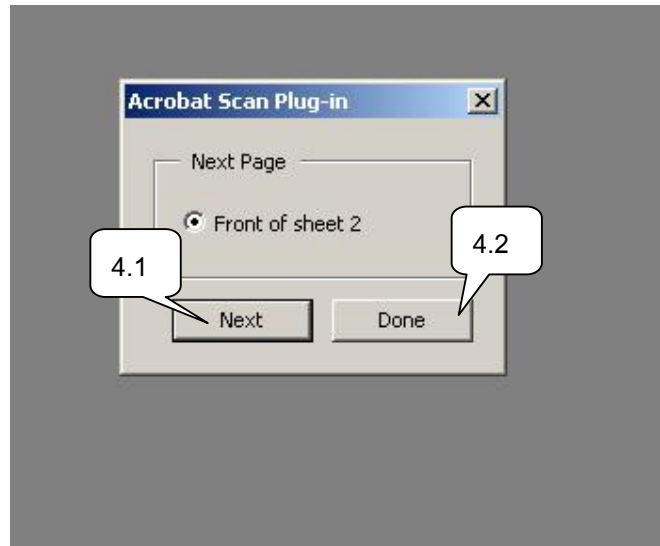 Acrobat Scan Plug-in
Next Page
Front of sheet 2
4.1
4.2
Next
Done